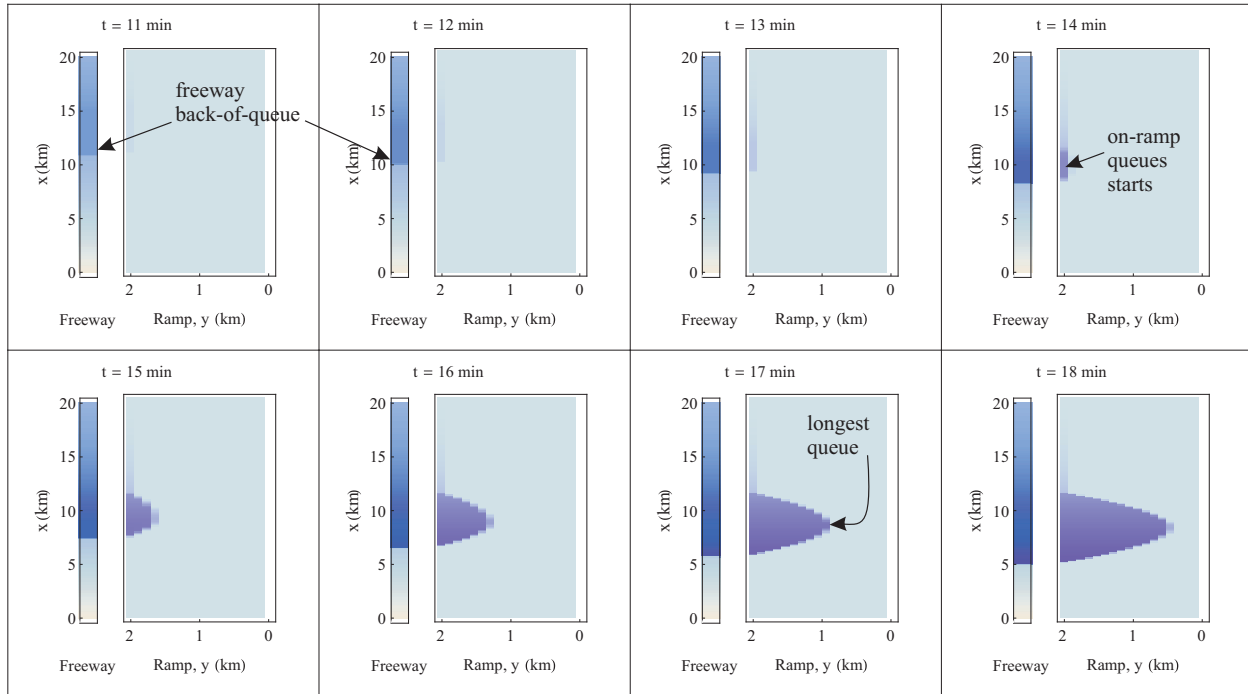 t = 11 min
20
15
10
5
0
x (km)
freeway
back-of-queue
2 1 0
Freeway Ramp, y (km)
t = 12 min
20
15
10
5
0
x (km)
2 1 0
Freeway Ramp, y (km)
t = 13 min
20
15
10
5
0
x (km)
2 1 0
Freeway Ramp, y (km)
t = 14 min
20
15
10
5
0
x (km)
on-ramp
queues
starts
2 1 0
Freeway Ramp, y (km)
t = 15 min
20
15
10
5
0
x (km)
2 1 0
Freeway Ramp, y (km)
t = 16 min
20
15
10
5
0
x (km)
2 1 0
Freeway Ramp, y (km)
t = 17 min
20
15
10
5
0
x (km)
longest
queue
2 1 0
Freeway Ramp, y (km)
t = 18 min
20
15
10
5
0
x (km)
2 1 0
Freeway Ramp, y (km)